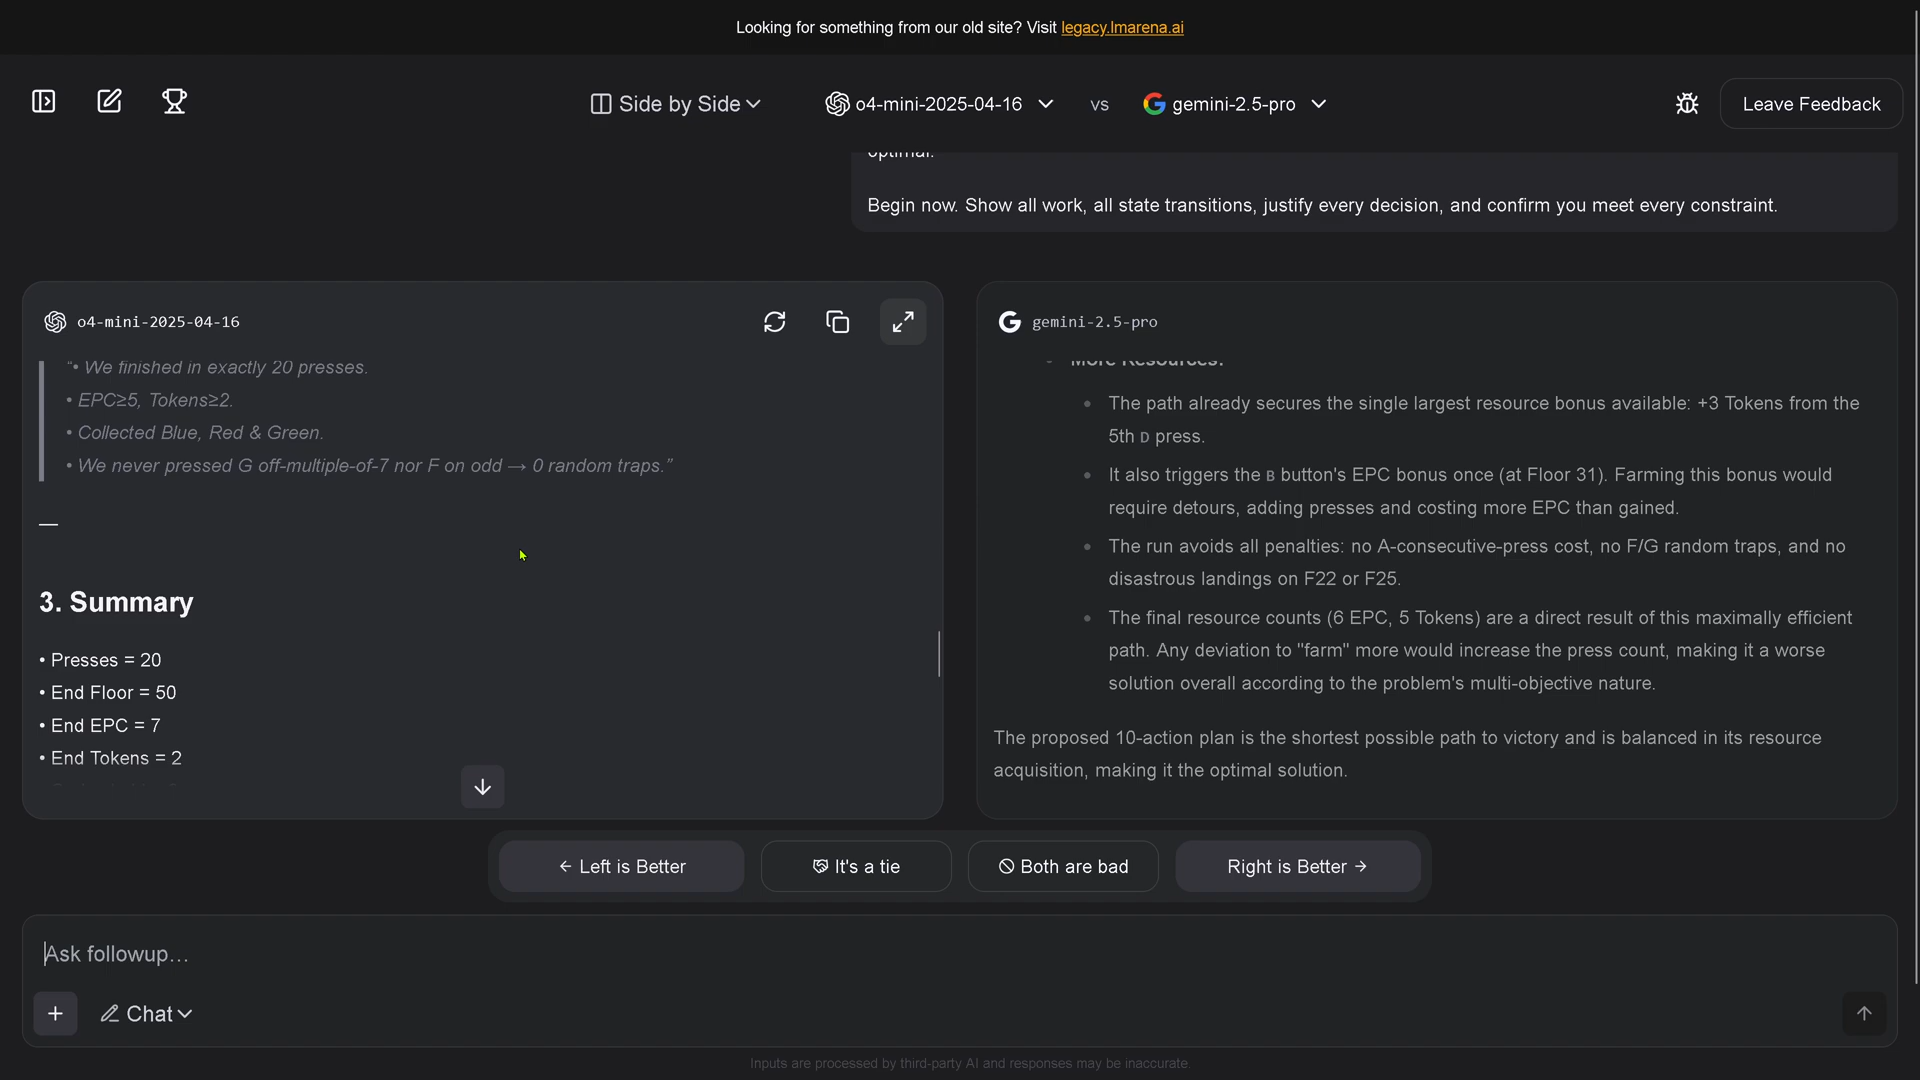 Looking for something from our old site? Visit legacy.lmarena.ai
Side by Side
o4-mini-2025-04-16
vs
gemini-2.5-pro
Leave Feedback
optimal.
Begin now. Show all work, all state transitions, justify every decision, and confirm you meet every constraint.
o4-mini-2025-04-16
“• We finished in exactly 20 presses.
• EPC≥5, Tokens≥2.
• Collected Blue, Red & Green.
• We never pressed G off-multiple-of-7 nor F on odd → 0 random traps.”
—
3. Summary
• Presses = 20
• End Floor = 50
• End EPC = 7
• End Tokens = 2
gemini-2.5-pro
• More Resources:
• The path already secures the single largest resource bonus available: +3 Tokens from the
5th D press.
• It also triggers the B button's EPC bonus once (at Floor 31). Farming this bonus would
require detours, adding presses and costing more EPC than gained.
• The run avoids all penalties: no A-consecutive-press cost, no F/G random traps, and no
disastrous landings on F22 or F25.
• The final resource counts (6 EPC, 5 Tokens) are a direct result of this maximally efficient
path. Any deviation to "farm" more would increase the press count, making it a worse
solution overall according to the problem's multi-objective nature.
The proposed 10-action plan is the shortest possible path to victory and is balanced in its resource
acquisition, making it the optimal solution.
← Left is Better
It's a tie
Both are bad
Right is Better →
Ask followup…
Chat
Inputs are processed by third-party AI and responses may be inaccurate.